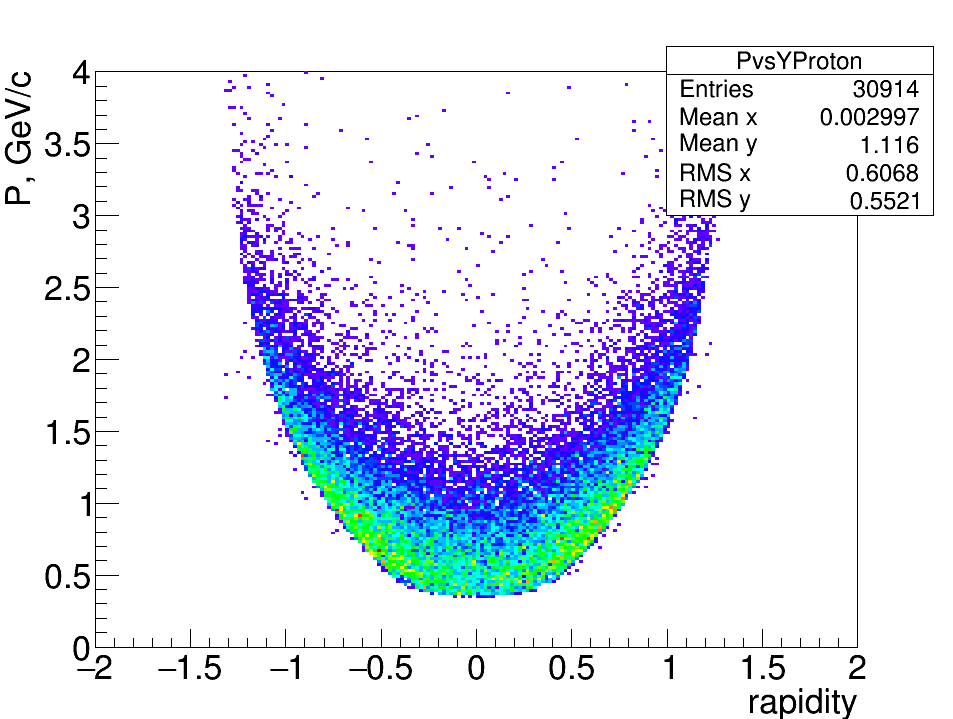 PvsYProton
Entries 30914
Mean x 0.002997
Mean y 1.116
RMS x 0.6068
RMS y 0.5521
P, GeV/c
4
3.5
3
2.5
2
1.5
1
0.5
0
−2 −1.5 −1 −0.5 0 0.5 1 1.5 2
rapidity